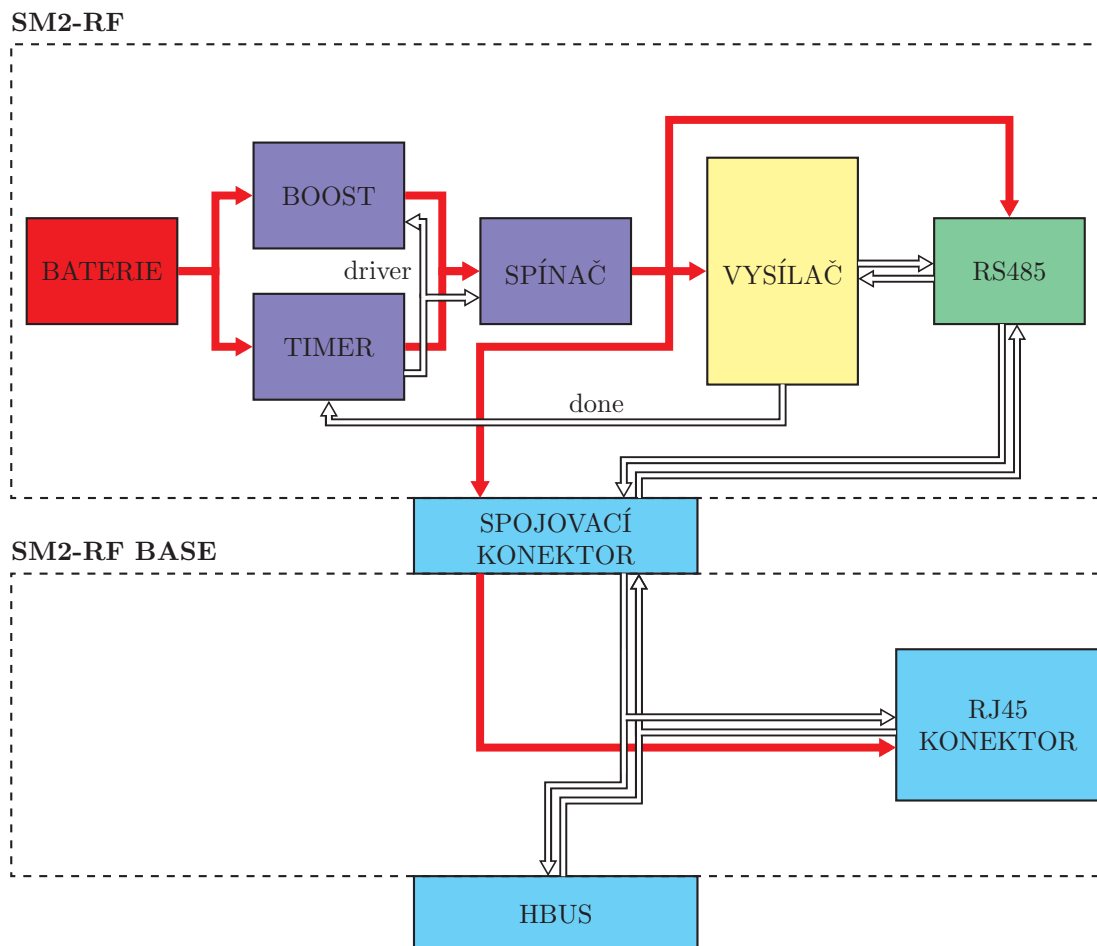 SM2-RF
BOOST
BATERIE
driver
SPÍNAČ
VYSÍLAČ
RS485
TIMER
done
SPOJOVACÍ
KONEKTOR
SM2-RF BASE
RJ45
KONEKTOR
HBUS